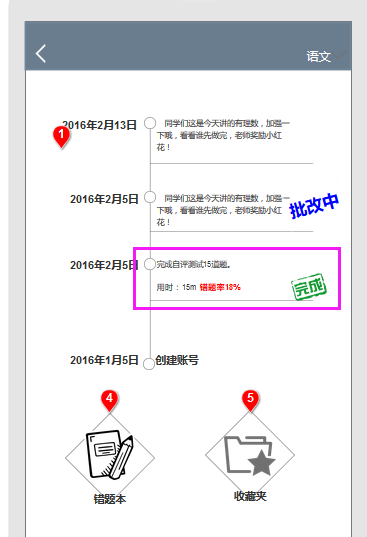 语文
2016年2月13日
1
同学们这是今天讲的有理数，加强一
下哦，看看谁先做完，老师奖励小红
花！
2016年2月5日
同学们这是今天讲的有理数，加强一
下哦，看看谁先做完，老师奖励小红
花！
批改中
2016年2月5日
完成自评测试15道题。
用时：15m 错题率18%
完成
2016年1月5日
创建账号
4
5
错题本
收藏夹